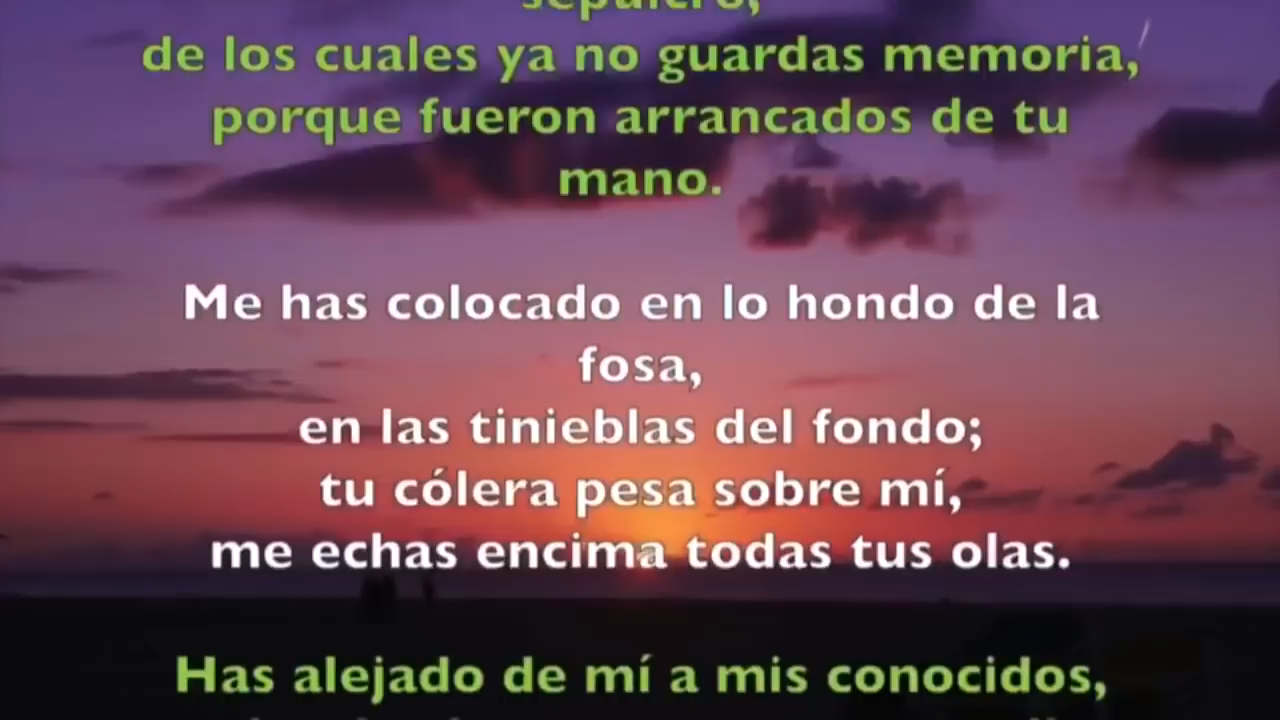 sepulcro,
de los cuales ya no guardas memoria,
porque fueron arrancados de tu
mano.
Me has colocado en lo hondo de la
fosa,
en las tinieblas del fondo;
tu cólera pesa sobre mí,
me echas encima todas tus olas.
Has alejado de mí a mis conocidos,